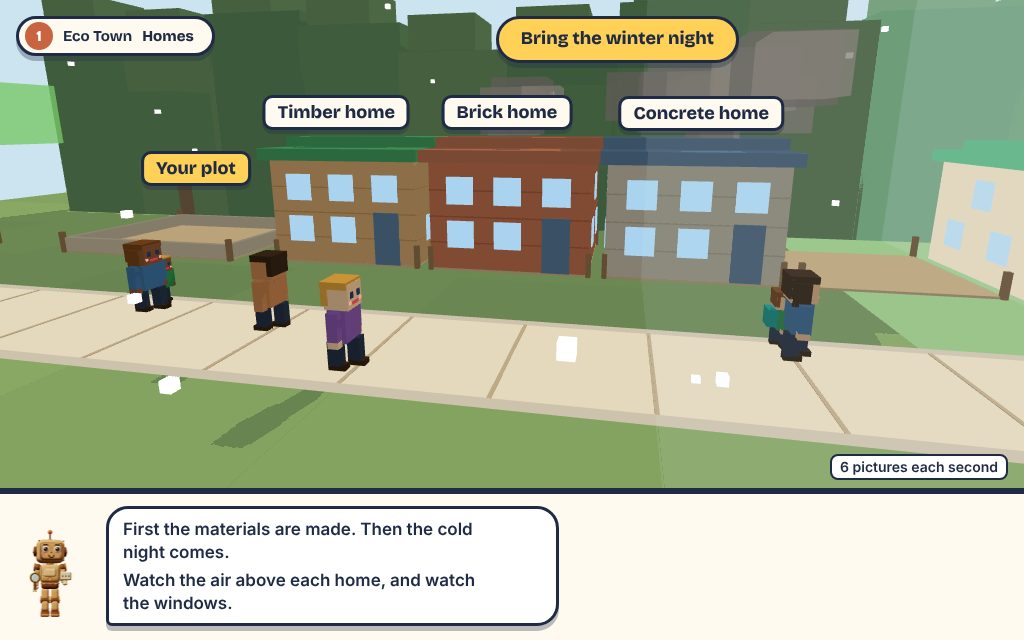 1 Eco Town Homes
Bring the winter night
Timber home
Brick home
Concrete home
Your plot
6 pictures each second
First the materials are made. Then the cold
night comes.
Watch the air above each home, and watch
the windows.